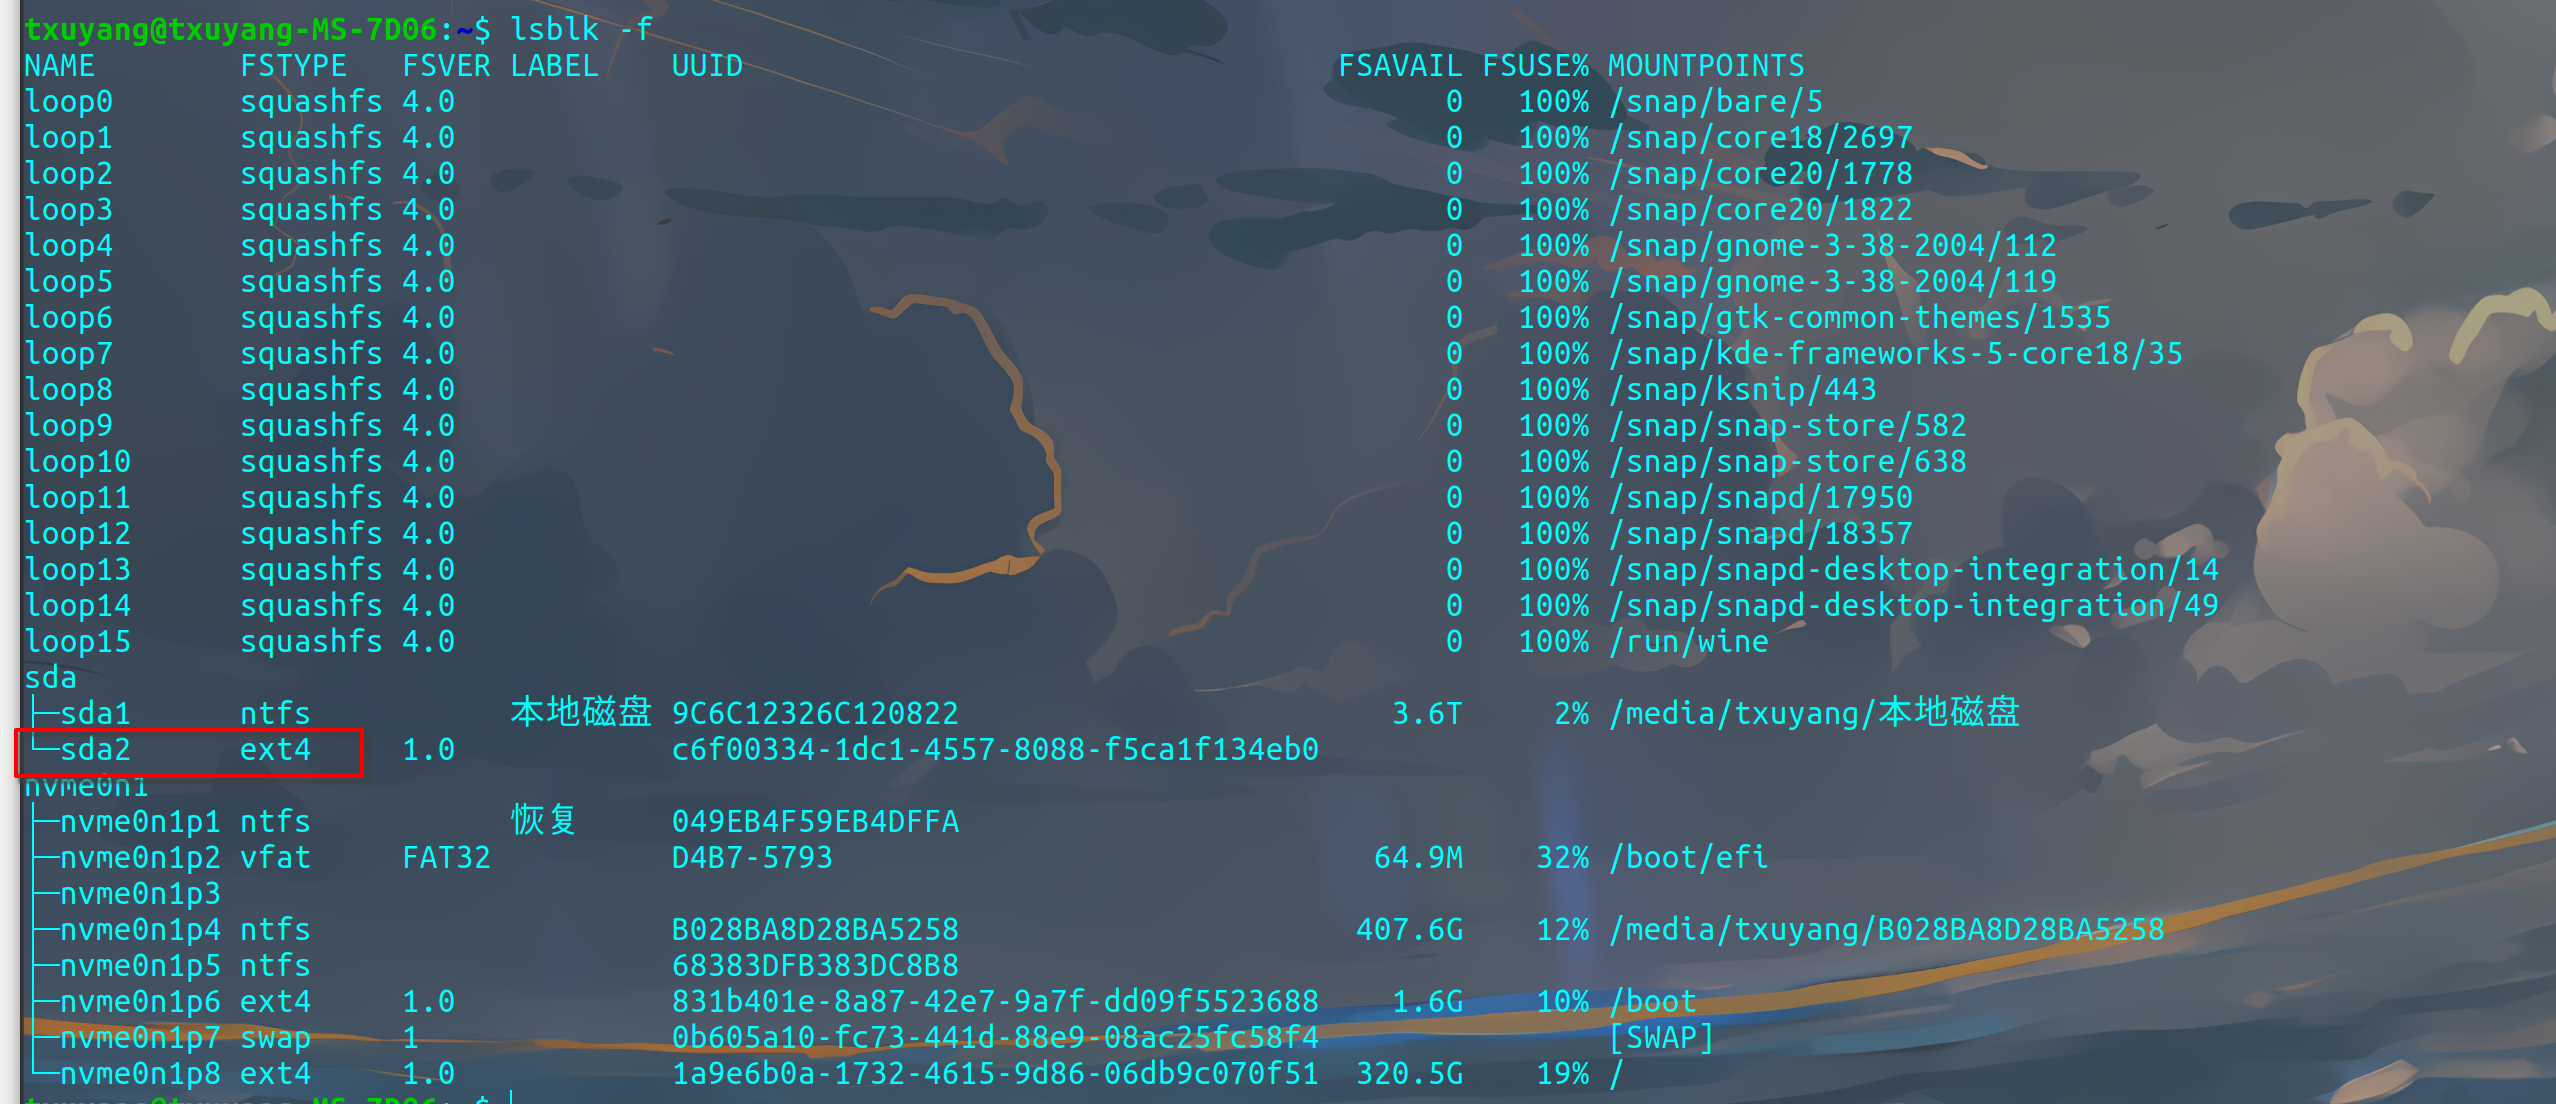 txuyang@txuyang-MS-7D06:~$ lsblk -f
NAME        FSTYPE   FSVER LABEL    UUID                                 FSAVAIL FSUSE% MOUNTPOINTS
loop0       squashfs 4.0                                                       0   100% /snap/bare/5
loop1       squashfs 4.0                                                       0   100% /snap/core18/2697
loop2       squashfs 4.0                                                       0   100% /snap/core20/1778
loop3       squashfs 4.0                                                       0   100% /snap/core20/1822
loop4       squashfs 4.0                                                       0   100% /snap/gnome-3-38-2004/112
loop5       squashfs 4.0                                                       0   100% /snap/gnome-3-38-2004/119
loop6       squashfs 4.0                                                       0   100% /snap/gtk-common-themes/1535
loop7       squashfs 4.0                                                       0   100% /snap/kde-frameworks-5-core18/35
loop8       squashfs 4.0                                                       0   100% /snap/ksnip/443
loop9       squashfs 4.0                                                       0   100% /snap/snap-store/582
loop10      squashfs 4.0                                                       0   100% /snap/snap-store/638
loop11      squashfs 4.0                                                       0   100% /snap/snapd/17950
loop12      squashfs 4.0                                                       0   100% /snap/snapd/18357
loop13      squashfs 4.0                                                       0   100% /snap/snapd-desktop-integration/14
loop14      squashfs 4.0                                                       0   100% /snap/snapd-desktop-integration/49
loop15      squashfs 4.0                                                       0   100% /run/wine
sda
├─sda1      ntfs           本地磁盘 9C6C12326C120822                        3.6T     2% /media/txuyang/本地磁盘
└─sda2      ext4     1.0            c6f00334-1dc1-4557-8088-f5ca1f134eb0
nvme0n1
├─nvme0n1p1 ntfs           恢复     049EB4F59EB4DFFA
├─nvme0n1p2 vfat     FAT32          D4B7-5793                              64.9M    32% /boot/efi
├─nvme0n1p3
├─nvme0n1p4 ntfs                    B028BA8D28BA5258                      407.6G    12% /media/txuyang/B028BA8D28BA5258
├─nvme0n1p5 ntfs                    68383DFB383DC8B8
├─nvme0n1p6 ext4     1.0            831b401e-8a87-42e7-9a7f-dd09f5523688    1.6G    10% /boot
├─nvme0n1p7 swap     1              0b605a10-fc73-441d-88e9-08ac25fc58f4                [SWAP]
└─nvme0n1p8 ext4     1.0            1a9e6b0a-1732-4615-9d86-06db9c070f51  320.5G    19% /
txuyang@txuyang-MS-7D06:~$